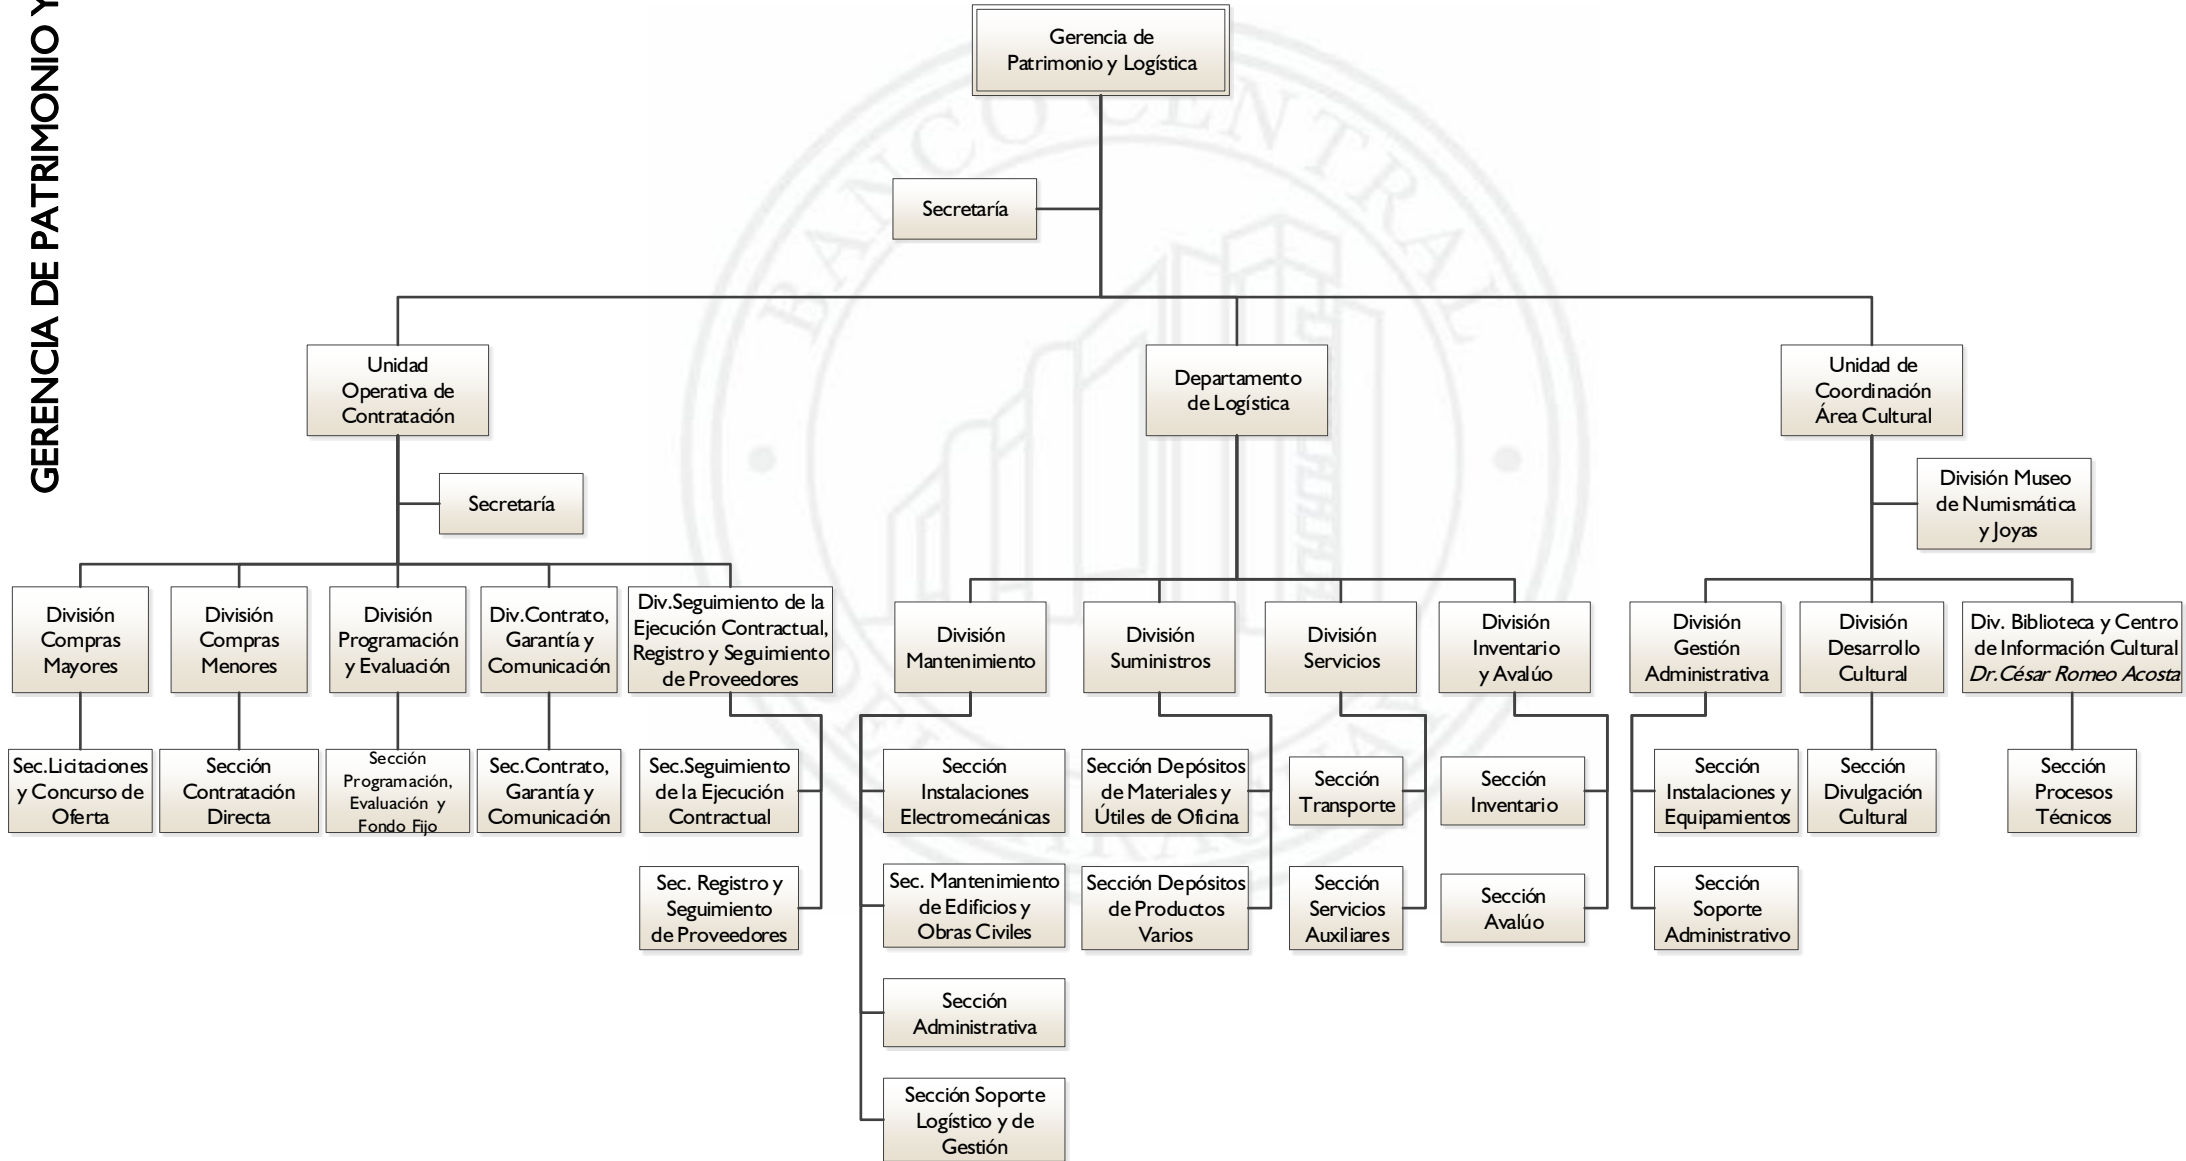 GERENCIA DE PATRIMONIO Y
Gerencia de
Patrimonio y Logística
Secretaría
Unidad
Operativa de
Contratación
Departamento
de Logística
Unidad de
Coordinación
Área Cultural
Secretaría
División Museo
de Numismática
y Joyas
División
Compras
Mayores
División
Compras
Menores
División
Programación
y Evaluación
Div.Contrato,
Garantía y
Comunicación
Div.Seguimiento de la
Ejecución Contractual,
Registro y Seguimiento
de Proveedores
División
Mantenimiento
División
Suministros
División
Servicios
División
Inventario
y Avalúo
División
Gestión
Administrativa
División
Desarrollo
Cultural
Div. Biblioteca y Centro
de Información Cultural
Dr.César Romeo Acosta
Sec.Licitaciones
y Concurso de
Oferta
Sección
Contratación
Directa
Sección
Programación,
Evaluación y
Fondo Fijo
Sec.Contrato,
Garantía y
Comunicación
Sec.Seguimiento
de la Ejecución
Contractual
Sección
Instalaciones
Electromecánicas
Sección Depósitos
de Materiales y
Útiles de Oficina
Sección
Transporte
Sección
Inventario
Sección
Instalaciones y
Equipamientos
Sección
Divulgación
Cultural
Sección
Procesos
Técnicos
Sec. Registro y
Seguimiento
de Proveedores
Sec. Mantenimiento
de Edificios y
Obras Civiles
Sección Depósitos
de Productos
Varios
Sección
Servicios
Auxiliares
Sección
Avalúo
Sección
Soporte
Administrativo
Sección
Administrativa
Sección Soporte
Logístico y de
Gestión
BANCO CENTRAL